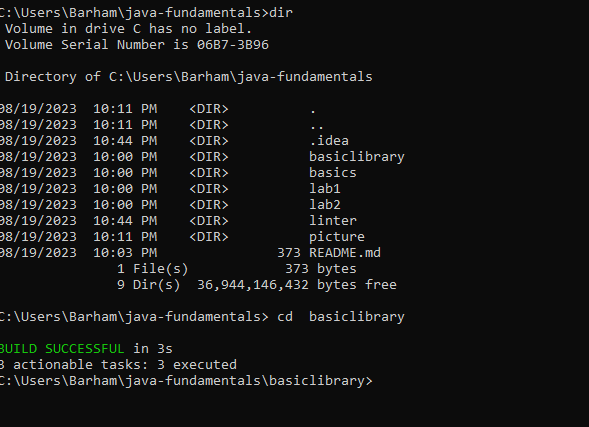 C:\Users\Barham\java-fundamentals>dir
Volume in drive C has no label.
Volume Serial Number is 06B7-3B96
Directory of C:\Users\Barham\java-fundamentals
08/19/2023  10:11 PM    <DIR>          .
08/19/2023  10:11 PM    <DIR>          ..
08/19/2023  10:44 PM    <DIR>          .idea
08/19/2023  10:00 PM    <DIR>          basiclibrary
08/19/2023  10:00 PM    <DIR>          basics
08/19/2023  10:00 PM    <DIR>          lab1
08/19/2023  10:00 PM    <DIR>          lab2
08/19/2023  10:44 PM    <DIR>          linter
08/19/2023  10:11 PM    <DIR>          picture
08/19/2023  10:03 PM               373 README.md
1 File(s)            373 bytes
9 Dir(s)  36,944,146,432 bytes free
C:\Users\Barham\java-fundamentals> cd  basiclibrary
BUILD SUCCESSFUL in 3s
3 actionable tasks: 3 executed
C:\Users\Barham\java-fundamentals\basiclibrary>